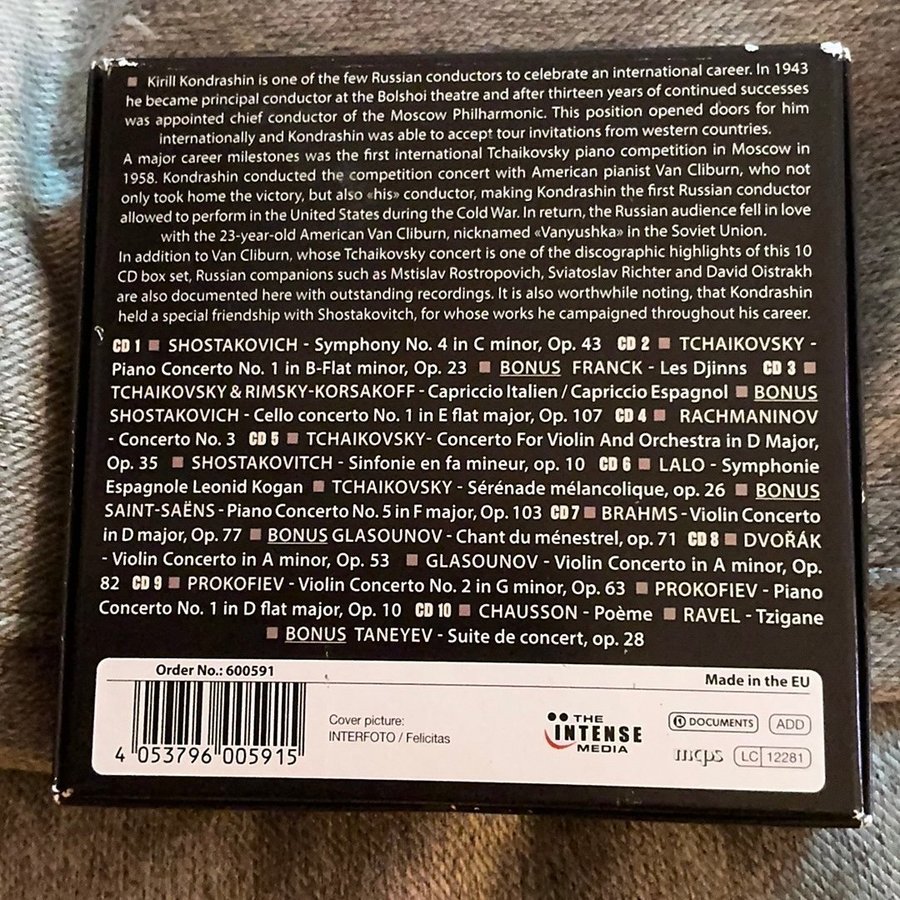 ■ Kirill Kondrashin is one of the few Russian conductors to celebrate an international career. In 1943
he became principal conductor at the Bolshoi theatre and after thirteen years of continued successes
was appointed chief conductor of the Moscow Philharmonic. This position opened doors for him
internationally and Kondrashin was able to accept tour invitations from western countries.
A major career milestones was the first international Tchaikovsky piano competition in Moscow in
1958. Kondrashin conducted the competition concert with American pianist Van Cliburn, who not
only took home the victory, but also «his» conductor, making Kondrashin the first Russian conductor
allowed to perform in the United States during the Cold War. In return, the Russian audience fell in love
with the 23-year-old American Van Cliburn, nicknamed «Vanyushka» in the Soviet Union.
In addition to Van Cliburn, whose Tchaikovsky concert is one of the discographic highlights of this 10
CD box set, Russian companions such as Mstislav Rostropovich, Sviatoslav Richter and David Oistrakh
are also documented here with outstanding recordings. It is also worthwhile noting, that Kondrashin
held a special friendship with Shostakovitch, for whose works he campaigned throughout his career.
CD 1 ■ SHOSTAKOVICH - Symphony No. 4 in C minor, Op. 43 CD 2 ■ TCHAIKOVSKY -
Piano Concerto No. 1 in B-Flat minor, Op. 23 ■ BONUS FRANCK - Les Djinns CD 3 ■
TCHAIKOVSKY & RIMSKY-KORSAKOFF - Capriccio Italien / Capriccio Espagnol ■ BONUS
SHOSTAKOVICH - Cello concerto No. 1 in E flat major, Op. 107 CD 4 ■ RACHMANINOV
- Concerto No. 3 CD 5 ■ TCHAIKOVSKY- Concerto For Violin And Orchestra in D Major,
Op. 35 ■ SHOSTAKOVITCH - Sinfonie en fa mineur, op. 10 CD 6 ■ LALO - Symphonie
Espagnole Leonid Kogan ■ TCHAIKOVSKY - Sérénade mélancolique, op. 26 ■ BONUS
SAINT-SAËNS - Piano Concerto No. 5 in F major, Op. 103 CD 7 ■ BRAHMS - Violin Concerto
in D major, Op. 77 ■ BONUS GLASOUNOV - Chant du ménestrel, op. 71 CD 8 ■ DVOŘÁK
- Violin Concerto in A minor, Op. 53 ■ GLASOUNOV - Violin Concerto in A minor, Op.
82 CD 9 ■ PROKOFIEV - Violin Concerto No. 2 in G minor, Op. 63 ■ PROKOFIEV - Piano
Concerto No. 1 in D flat major, Op. 10 CD 10 ■ CHAUSSON - Poème ■ RAVEL - Tzigane
■ BONUS TANEYEV - Suite de concert, op. 28
Order No.: 600591
Made in the EU
4 053796 005915
Cover picture:
INTERFOTO / Felicitas
THE
INTENSE
MEDIA
DOCUMENTS
ADD
mcps
LC 12281